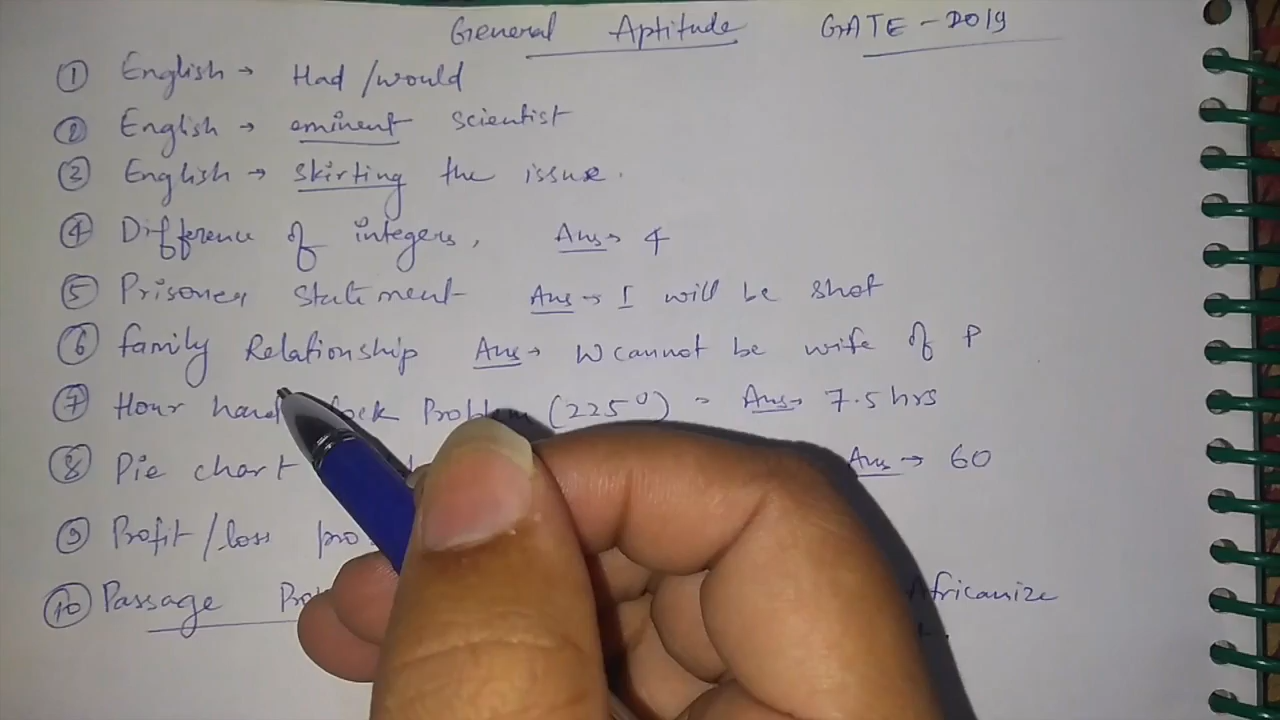 General Aptitude GATE - 2019
① English → Had /would
② English → eminent scientist
③ English → skirting the issue.
④ Difference of integers, Ans → 4
⑤ Prisoner Statement Ans → I will be shot
⑥ family Relationship Ans → W cannot be wife of P
⑦ Hour hand (225°) - Ans → 7.5 hrs
⑧ Pie chart Ans → 60
⑨ Profit/loss
⑩ Passage Africanize